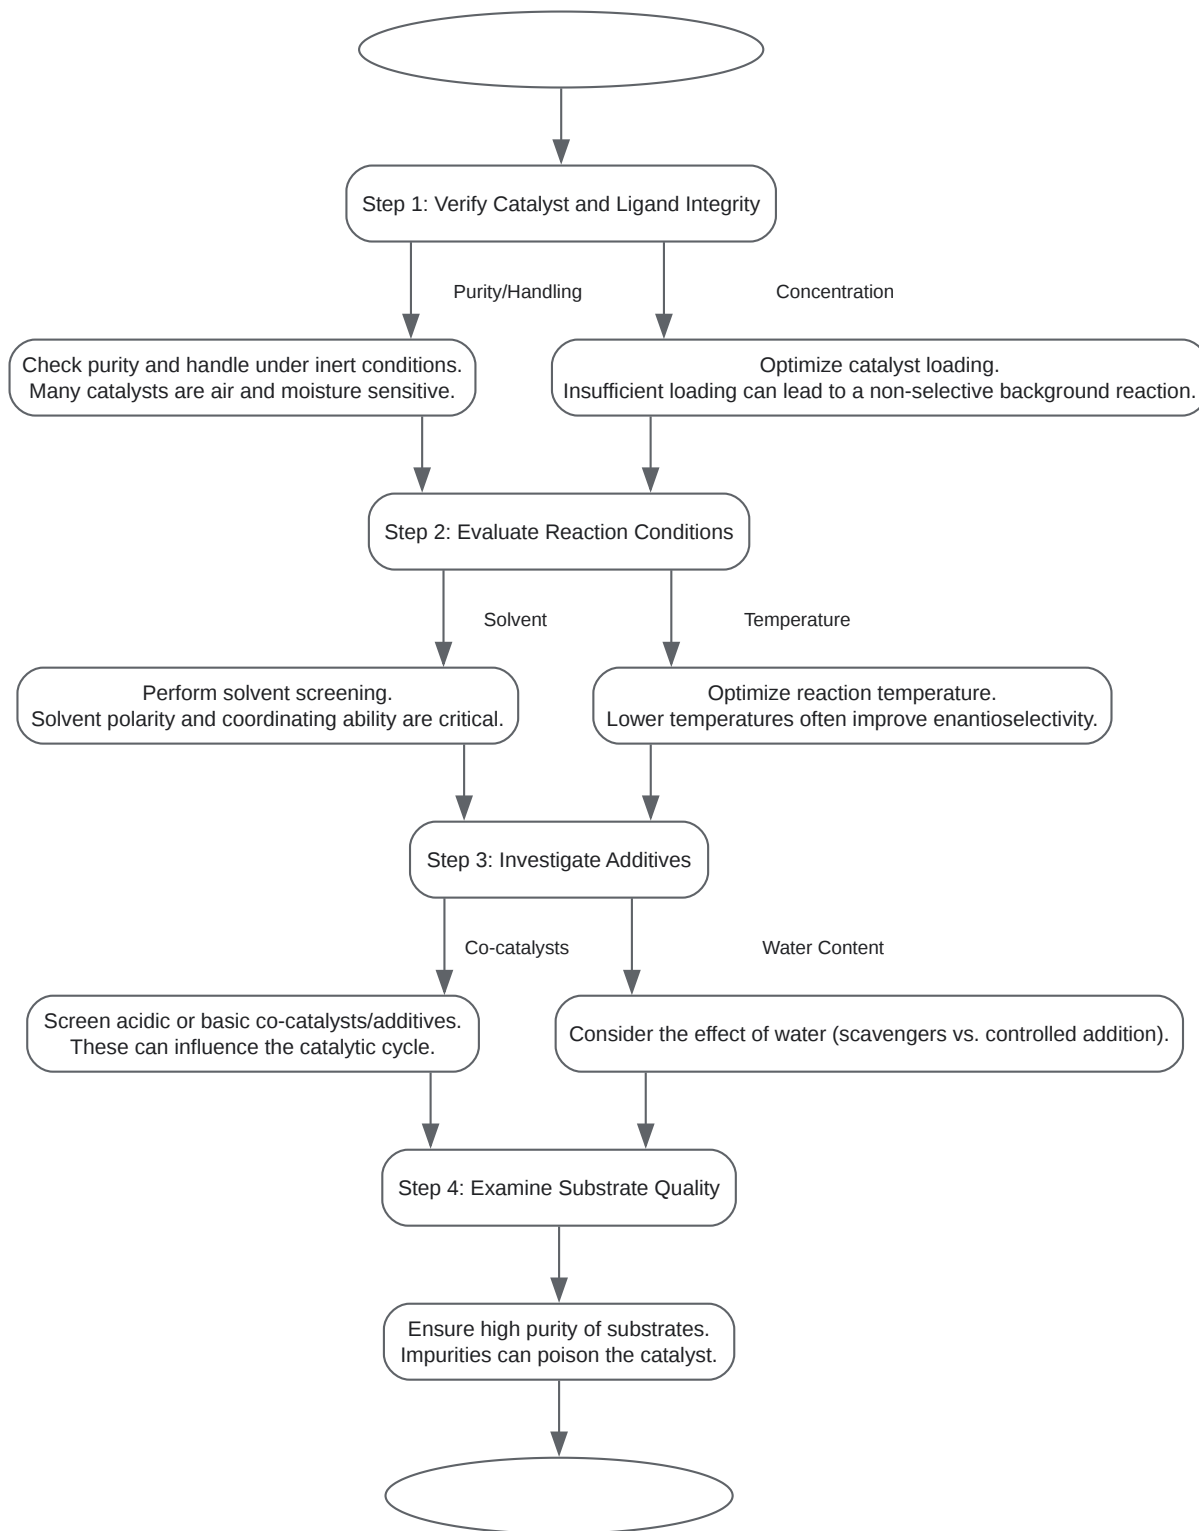 Step 1: Verify Catalyst and Ligand Integrity
Purity/Handling
Concentration
Check purity and handle under inert conditions.
Many catalysts are air and moisture sensitive.
Optimize catalyst loading.
Insufficient loading can lead to a non-selective background reaction.
Step 2: Evaluate Reaction Conditions
Solvent
Temperature
Perform solvent screening.
Solvent polarity and coordinating ability are critical.
Optimize reaction temperature.
Lower temperatures often improve enantioselectivity.
Step 3: Investigate Additives
Co-catalysts
Water Content
Screen acidic or basic co-catalysts/additives.
These can influence the catalytic cycle.
Consider the effect of water (scavengers vs. controlled addition).
Step 4: Examine Substrate Quality
Ensure high purity of substrates.
Impurities can poison the catalyst.